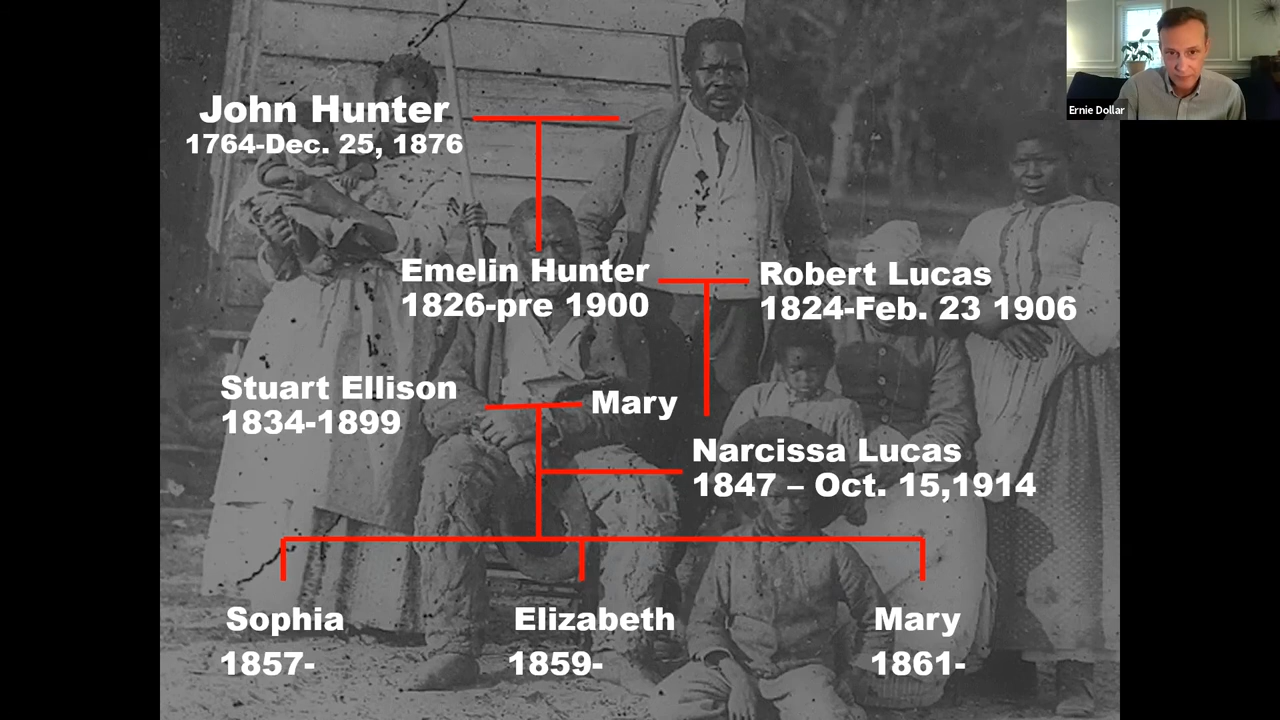 John Hunter
1764-Dec. 25, 1876
Ernie Dollar
Emelin Hunter
1826-pre 1900
Robert Lucas
1824-Feb. 23 1906
Stuart Ellison
1834-1899
Mary
Narcissa Lucas
1847 – Oct. 15,1914
Sophia
1857-
Elizabeth
1859-
Mary
1861-